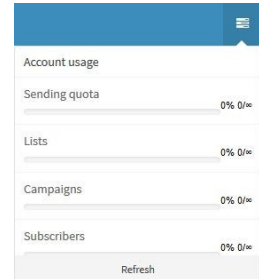 Account usage
Sending quota
0% 0/∞
Lists
0% 0/∞
Campaigns
0% 0/∞
Subscribers
0% 0/∞
Refresh